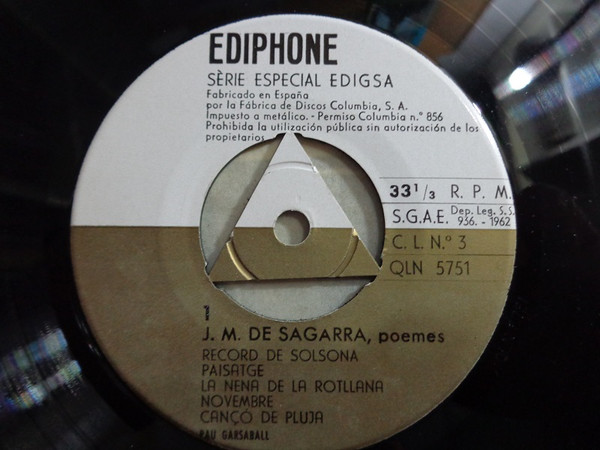 EDIPHONE
SÈRIE ESPECIAL EDIGSA
Fabricado en España
por la Fábrica de Discos Columbia, S. A.
Impuesto a metálico. - Permiso Columbia n.º 856
Prohibida la utilización pública sin autorización de los
propietarios
33 1/3 R. P. M.
S.G.A.E. Dep. Leg. S.S.
936. - 1962
C. L. N.º 3
QLN 5751
1
J. M. DE SAGARRA, poemes
RECORD DE SOLSONA
PAISATGE
LA NENA DE LA ROTLLANA
NOVEMBRE
CANÇÓ DE PLUJA
PAU GARSABALL